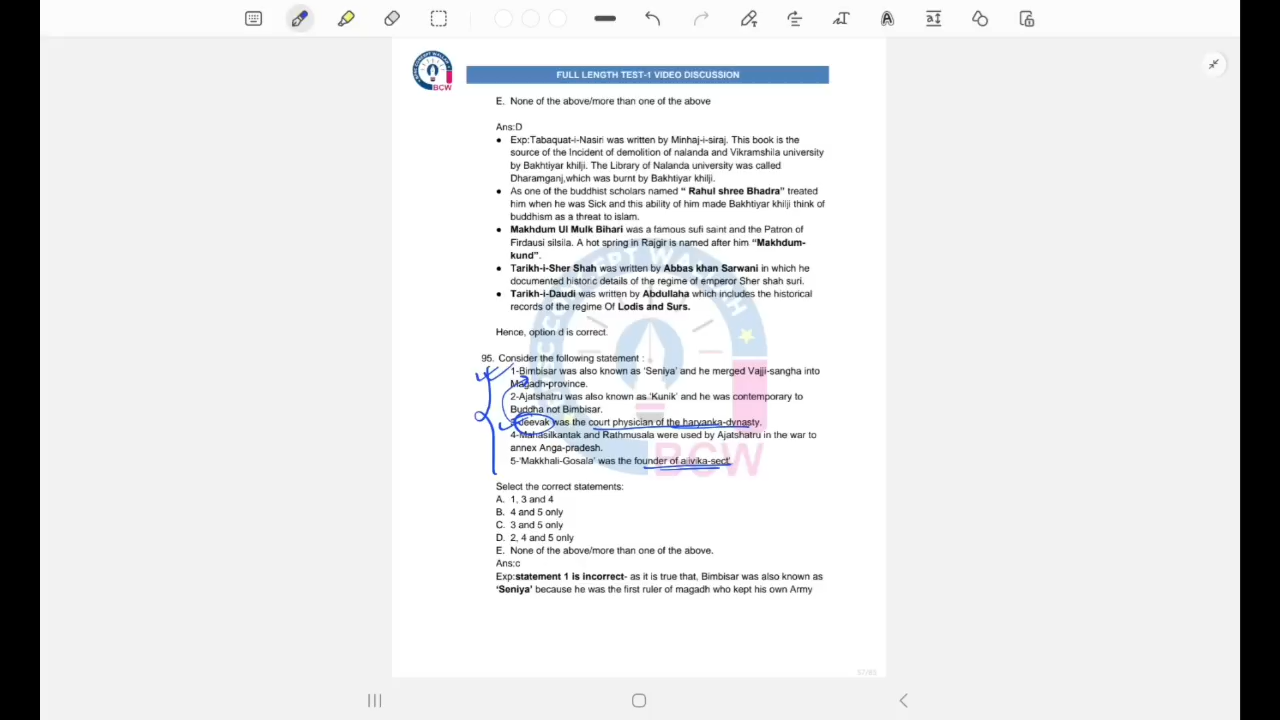 FULL LENGTH TEST-1 VIDEO DISCUSSION
BCW
E. None of the above/more than one of the above
Ans:D
• Exp:Tabaquat-i-Nasiri was written by Minhaj-i-siraj. This book is the
source of the Incident of demolition of nalanda and Vikramshila university
by Bakhtiyar khilji. The Library of Nalanda university was called
Dharamganj,which was burnt by Bakhtiyar khilji.
• As one of the buddhist scholars named “ Rahul shree Bhadra” treated
him when he was Sick and this ability of him made Bakhtiyar khilji think of
buddhism as a threat to islam.
• Makhdum Ul Mulk Bihari was a famous sufi saint and the Patron of
Firdausi silsila. A hot spring in Rajgir is named after him “Makhdum-
kund”.
• Tarikh-i-Sher Shah was written by Abbas khan Sarwani in which he
documented historic details of the regime of emperor Sher shah suri.
• Tarikh-i-Daudi was written by Abdullaha which includes the historical
records of the regime Of Lodis and Surs.
Hence, option d is correct.
95. Consider the following statement :
1-Bimbisar was also known as ‘Seniya’ and he merged Vajji-sangha into
Magadh-province.
2-Ajatshatru was also known as ‘Kunik’ and he was contemporary to
Buddha not Bimbisar.
3-Jeevak was the court physician of the haryanka-dynasty.
4-Mahasilkantak and Rathmusala were used by Ajatshatru in the war to
annex Anga-pradesh.
5-‘Makkhali-Gosala’ was the founder of alivika-sect’
Select the correct statements:
A. 1, 3 and 4
B. 4 and 5 only
C. 3 and 5 only
D. 2, 4 and 5 only
E. None of the above/more than one of the above.
Ans:c
Exp:statement 1 is incorrect- as it is true that, Bimbisar was also known as
‘Seniya’ because he was the first ruler of magadh who kept his own Army
57/85